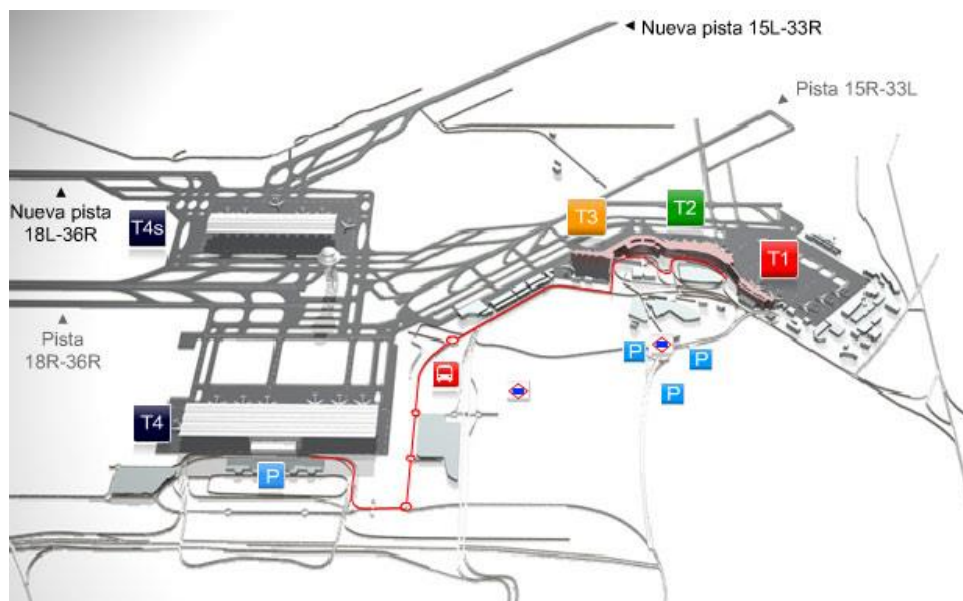 Nueva pista 15L-33R
Pista 15R-33L
Nueva pista
18L-36R
T4s
T3
T2
T1
Pista
18R-36R
P
P
P
T4
P